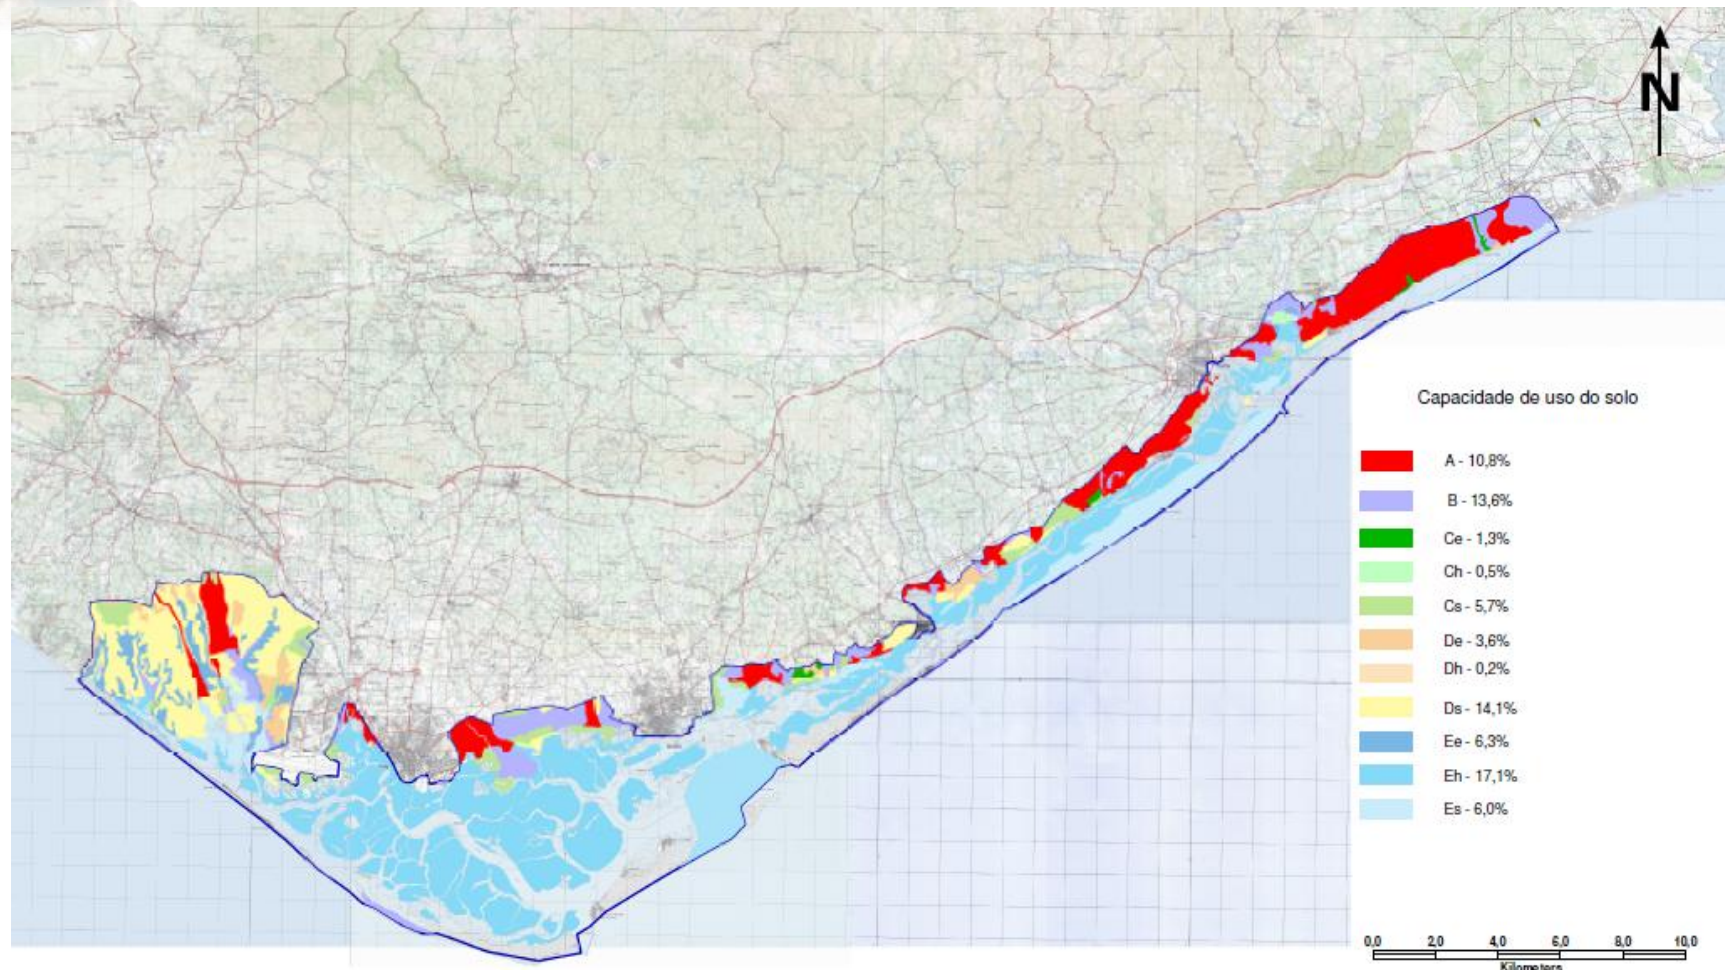 N
Capacidade de uso do solo
A - 10,8%
B - 13,6%
Ce - 1,3%
Ch - 0,5%
Cs - 5,7%
De - 3,6%
Dh - 0,2%
Ds - 14,1%
Ee - 6,3%
Eh - 17,1%
Es - 6,0%
0,0 2,0 4,0 6,0 8,0 10,0
Kilometers